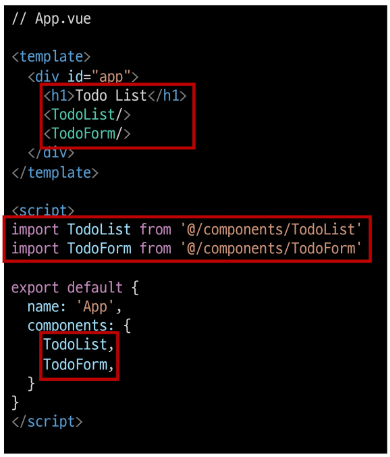 // App.vue
<template>
<div id="app">
<h1>Todo List</h1>
<TodoList/>
<TodoForm/>
</div>
</template>
<script>
import TodoList from '@/components/TodoList'
import TodoForm from '@/components/TodoForm'
export default {
name: 'App',
components: {
TodoList,
TodoForm,
}
}
</script>